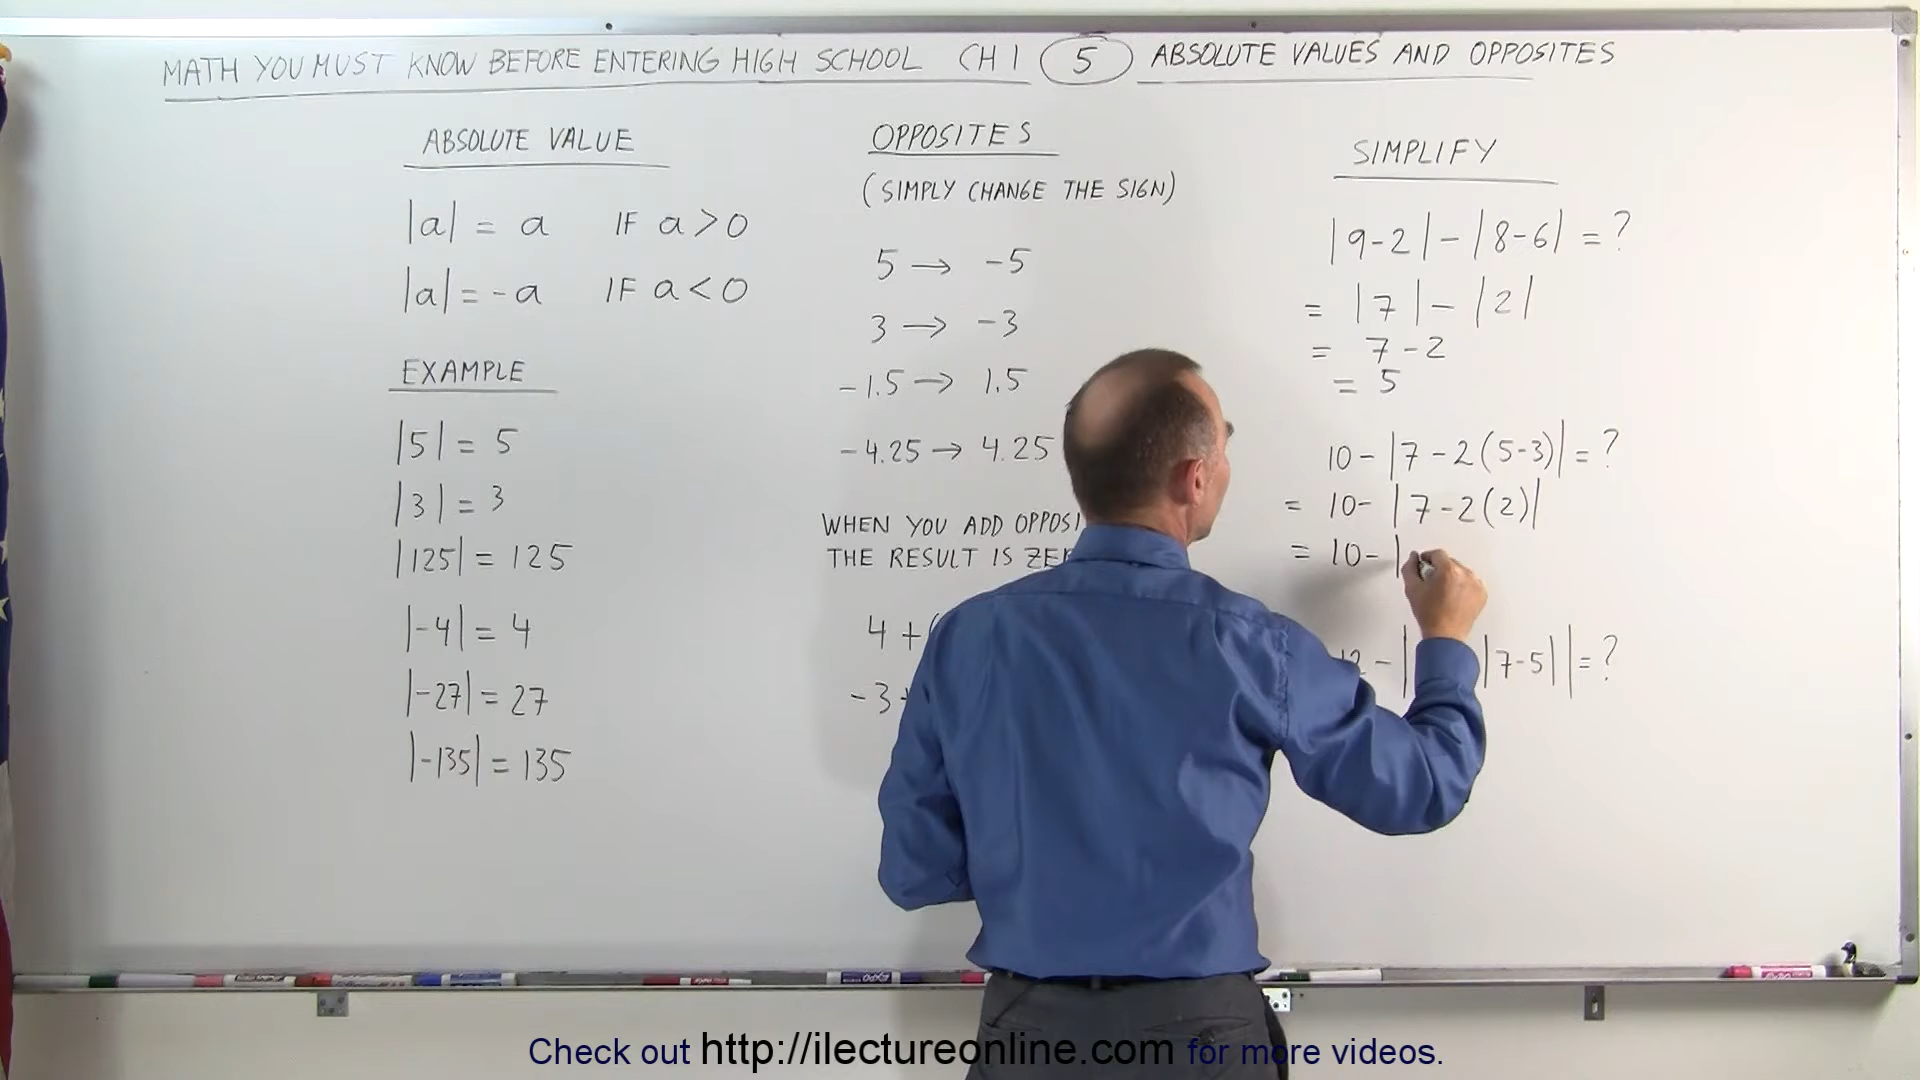 MATH YOU MUST KNOW BEFORE ENTERING HIGH SCHOOL CH 1 5 ABSOLUTE VALUES AND OPPOSITES
ABSOLUTE VALUE
|a| = a IF a > 0
|a| = -a IF a < 0
EXAMPLE
|5| = 5
|3| = 3
|125| = 125
|-4| = 4
|-27| = 27
|-135| = 135
OPPOSITES
(SIMPLY CHANGE THE SIGN)
5 → -5
3 → -3
-1.5 → 1.5
-4.25 → 4.25
WHEN YOU ADD
THE RESULT IS
4 + (
-3 +
SIMPLIFY
|9-2| - |8-6| = ?
= |7| - |2|
= 7 - 2
= 5
10 - |7 - 2(5-3)| = ?
= 10 - |7 - 2(2)|
= 10 - |
- | |7-5|| = ?
EXPO
Check out http://ilectureonline.com for more videos.